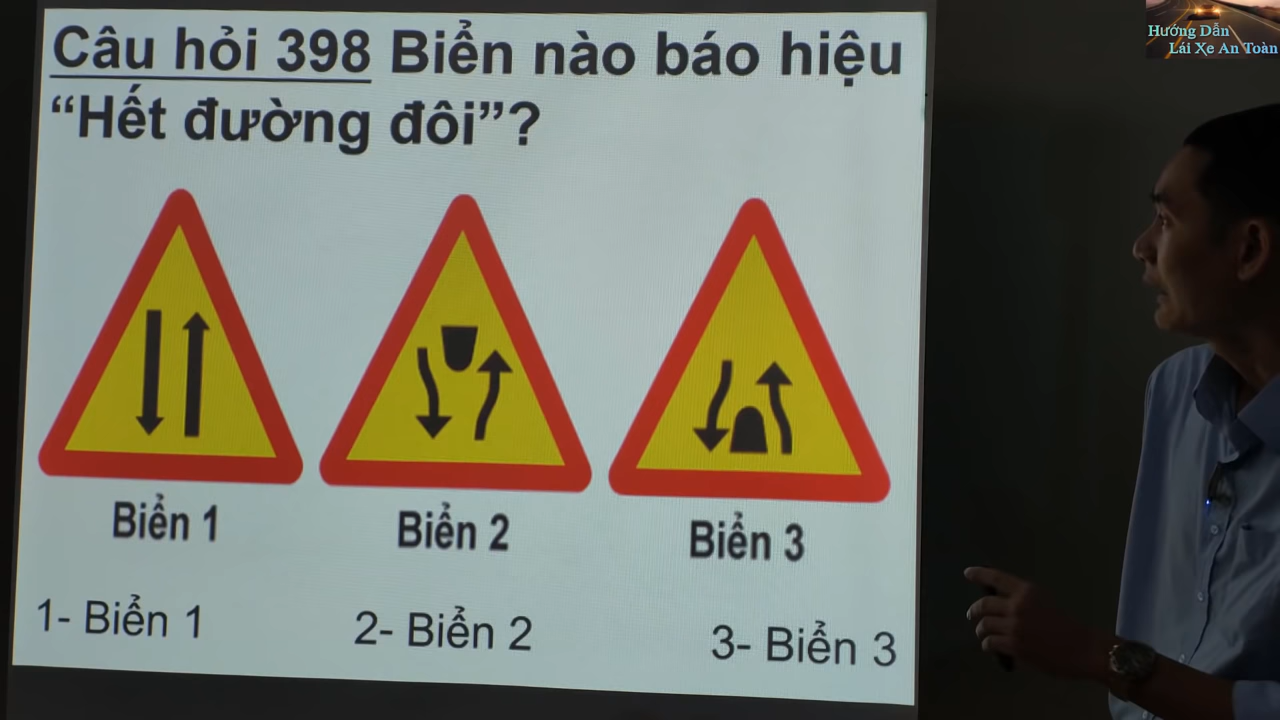 Hướng Dẫn
Lái Xe An Toàn
Câu hỏi 398 Biển nào báo hiệu
“Hết đường đôi”?
Biển 1
Biển 2
Biển 3
1- Biển 1
2- Biển 2
3- Biển 3